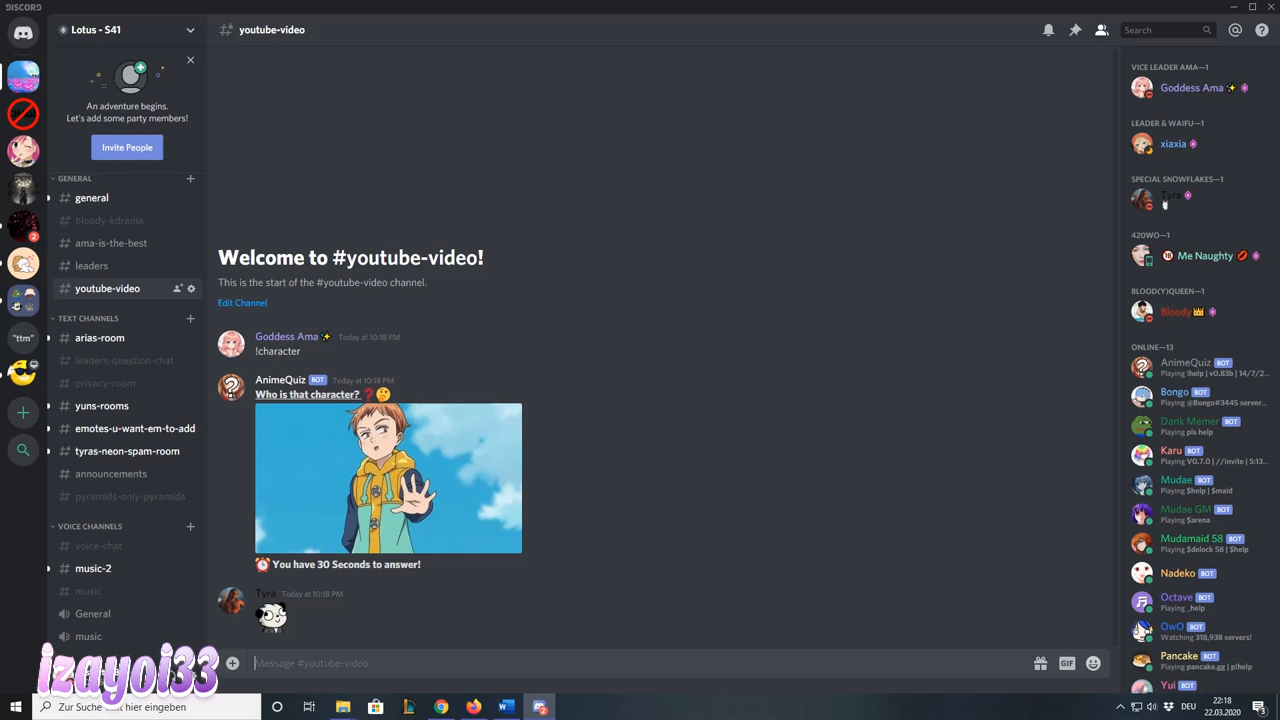 DISCORD
Lotus - S41
youtube-video
Search
An adventure begins.
Let's add some party members!
Invite People
GENERAL
general
bloody-kdrama
ama-is-the-best
leaders
youtube-video
TEXT CHANNELS
arias-room
leaders-question-chat
privacy-room
yuns-rooms
emotes-u-want-em-to-add
tyras-neon-spam-room
announcements
pyramids-only-pyramids
VOICE CHANNELS
voice-chat
music-2
music
General
music
2
"ttm"
Welcome to #youtube-video!
This is the start of the #youtube-video channel.
Edit Channel
Goddess Ama Today at 10:18 PM
!character
AnimeQuiz BOT Today at 10:18 PM
Who is that character?
You have 30 Seconds to answer!
Tyra Today at 10:18 PM
Message #youtube-video
GIF
VICE LEADER AMA—1
Goddess Ama
LEADER & WAIFU—1
xiaxia
SPECIAL SNOWFLAKES—1
Tyra
420WO—1
18 Me Naughty
BLOOD(Y)QUEEN—1
Bloody
ONLINE—13
AnimeQuiz BOT
Playing !help | v0.83b | 14/7/2...
Bongo BOT
Playing @Bongo#3445 server...
Dank Memer BOT
Playing pls help
Karu BOT
Playing V0.7.0 | //invite | S:13...
Mudae BOT
Playing $help | $maid
Mudae GM BOT
Playing $arena
Mudamaid 58 BOT
Playing $delock 58 | $help
Nadeko BOT
Octave BOT
Playing _help
OwO BOT
Watching 318,938 servers!
Pancake BOT
Playing pancake.gg | p!help
Yui BOT
izayoi33
Zur Suche Text hier eingeben
DEU
22:18
22.03.2020
3